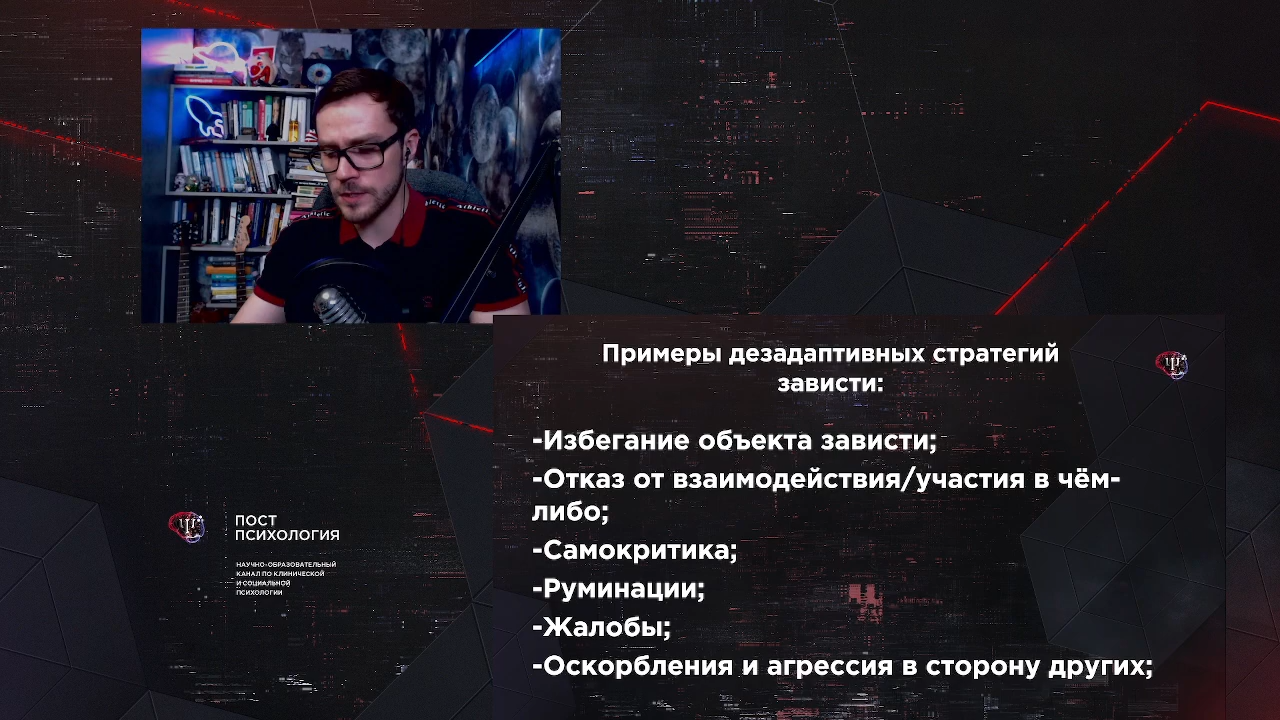 Примеры дезадаптивных стратегий
зависти:
-Избегание объекта зависти;
-Отказ от взаимодействия/участия в чём-
либо;
-Самокритика;
-Руминации;
-Жалобы;
-Оскорбления и агрессия в сторону других;
ПОСТ
ПСИХОЛОГИЯ
НАУЧНО-ОБРАЗОВАТЕЛЬНЫЙ
КАНАЛ ПО КЛИНИЧЕСКОЙ
И СОЦИАЛЬНОЙ
ПСИХОЛОГИИ